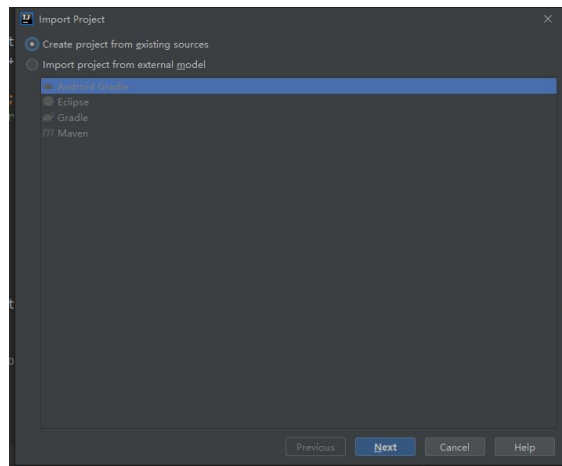 Import Project
Create project from existing sources
Import project from external model
Android Gradle
Eclipse
Gradle
Maven
Previous
Next
Cancel
Help